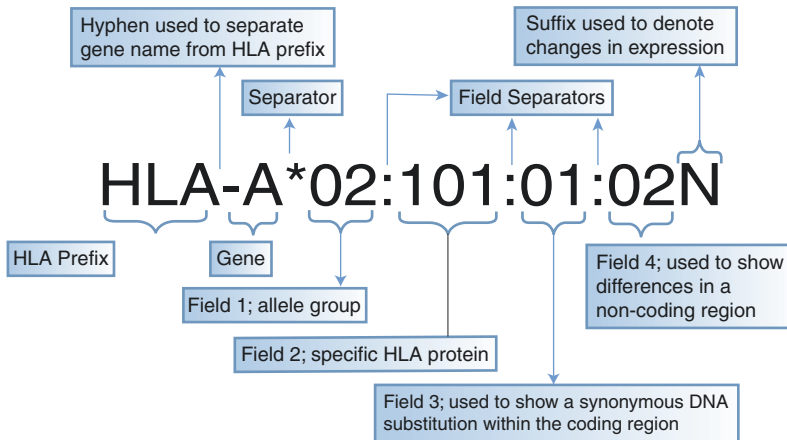 Hyphen used to separate
gene name from HLA prefix
Suffix used to denote
changes in expression
Separator
Field Separators
HLA-A*02:101:01:02N
HLA Prefix
Gene
Field 1; allele group
Field 2; specific HLA protein
Field 3; used to show a synonymous DNA
substitution within the coding region
Field 4; used to show
differences in a
non-coding region